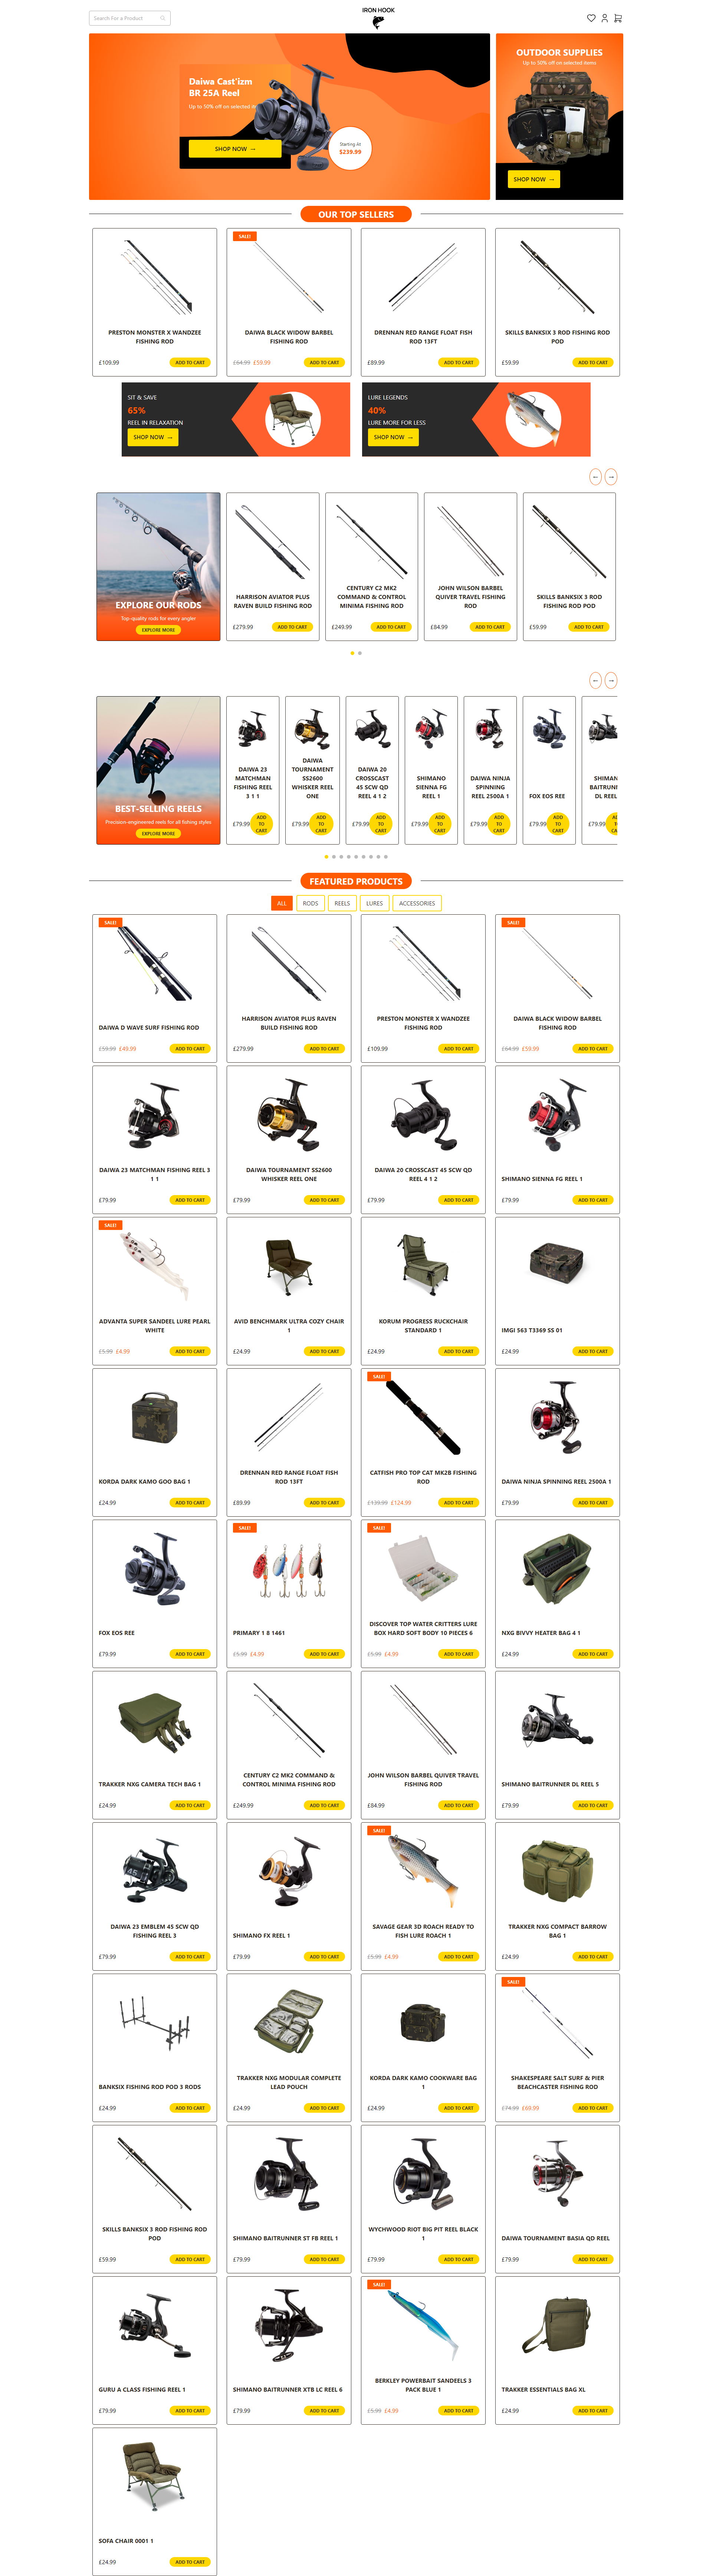 Search For a Product
IRON HOOK
Daiwa Cast'izm
BR 25A Reel
Up to 50% off on selected
SHOP NOW →
Starting At
$239.99
OUTDOOR SUPPLIES
Up to 50% off on selected items
SHOP NOW →
OUR TOP SELLERS
PRESTON MONSTER X WANDZEE
FISHING ROD
£109.99
ADD TO CART
SALE!
DAIWA BLACK WIDOW BARBEL
FISHING ROD
£64.99 £59.99
ADD TO CART
DRENNAN RED RANGE FLOAT FISH
ROD 13FT
£89.99
ADD TO CART
SKILLS BANKSIX 3 ROD FISHING ROD
POD
£59.99
ADD TO CART
SIT & SAVE
65%
REEL IN RELAXATION
SHOP NOW →
LURE LEGENDS
40%
LURE MORE FOR LESS
SHOP NOW →
← →
EXPLORE OUR RODS
Top-quality rods for every angler
EXPLORE MORE
HARRISON AVIATOR PLUS
RAVEN BUILD FISHING ROD
£279.99
ADD TO CART
CENTURY C2 MK2
COMMAND & CONTROL
MINIMA FISHING ROD
£249.99
ADD TO CART
JOHN WILSON BARBEL
QUIVER TRAVEL FISHING
ROD
£84.99
ADD TO CART
SKILLS BANKSIX 3 ROD
FISHING ROD POD
£59.99
ADD TO CART
← →
BEST-SELLING REELS
Precision-engineered reels for all fishing styles
EXPLORE MORE
DAIWA 23
MATCHMAN
FISHING REEL
3 1 1
£79.99
ADD
TO
CART
DAIWA
TOURNAMENT
SS2600
WHISKER REEL
ONE
£79.99
ADD
TO
CART
DAIWA 20
CROSSCAST
45 SCW QD
REEL 4 1 2
£79.99
ADD
TO
CART
SHIMANO
SIENNA FG
REEL 1
£79.99
ADD
TO
CART
DAIWA NINJA
SPINNING
REEL 2500A 1
£79.99
ADD
TO
CART
FOX EOS REE
£79.99
ADD
TO
CART
SHIMAN
BAITRUNN
DL REEL
£79.99
FEATURED PRODUCTS
ALL
RODS
REELS
LURES
ACCESSORIES
SALE!
DAIWA D WAVE SURF FISHING ROD
£59.99 £49.99
ADD TO CART
HARRISON AVIATOR PLUS RAVEN
BUILD FISHING ROD
£279.99
ADD TO CART
PRESTON MONSTER X WANDZEE
FISHING ROD
£109.99
ADD TO CART
SALE!
DAIWA BLACK WIDOW BARBEL
FISHING ROD
£64.99 £59.99
ADD TO CART
DAIWA 23 MATCHMAN FISHING REEL 3
1 1
£79.99
ADD TO CART
DAIWA TOURNAMENT SS2600
WHISKER REEL ONE
£79.99
ADD TO CART
DAIWA 20 CROSSCAST 45 SCW QD
REEL 4 1 2
£79.99
ADD TO CART
SHIMANO SIENNA FG REEL 1
£79.99
ADD TO CART
SALE!
ADVANTA SUPER SANDEEL LURE PEARL
WHITE
£5.99 £4.99
ADD TO CART
AVID BENCHMARK ULTRA COZY CHAIR
1
£24.99
ADD TO CART
KORUM PROGRESS RUCKCHAIR
STANDARD 1
£24.99
ADD TO CART
IMGI 563 T3369 SS 01
£24.99
ADD TO CART
KORDA DARK KAMO GOO BAG 1
£24.99
ADD TO CART
DRENNAN RED RANGE FLOAT FISH
ROD 13FT
£89.99
ADD TO CART
SALE!
CATFISH PRO TOP CAT MK2B FISHING
ROD
£139.99 £124.99
ADD TO CART
DAIWA NINJA SPINNING REEL 2500A 1
£79.99
ADD TO CART
FOX EOS REE
£79.99
ADD TO CART
SALE!
PRIMARY 1 8 1461
£5.99 £4.99
ADD TO CART
SALE!
DISCOVER TOP WATER CRITTERS LURE
BOX HARD SOFT BODY 10 PIECES 6
£5.99 £4.99
ADD TO CART
NXG BIVVY HEATER BAG 4 1
£24.99
ADD TO CART
TRAKKER NXG CAMERA TECH BAG 1
£24.99
ADD TO CART
CENTURY C2 MK2 COMMAND &
CONTROL MINIMA FISHING ROD
£249.99
ADD TO CART
JOHN WILSON BARBEL QUIVER TRAVEL
FISHING ROD
£84.99
ADD TO CART
SHIMANO BAITRUNNER DL REEL 5
£79.99
ADD TO CART
DAIWA 23 EMBLEM 45 SCW QD
FISHING REEL 3
£79.99
ADD TO CART
SHIMANO FX REEL 1
£79.99
ADD TO CART
SALE!
SAVAGE GEAR 3D ROACH READY TO
FISH LURE ROACH 1
£5.99 £4.99
ADD TO CART
TRAKKER NXG COMPACT BARROW
BAG 1
£24.99
ADD TO CART
BANKSIX FISHING ROD POD 3 RODS
£24.99
ADD TO CART
TRAKKER NXG MODULAR COMPLETE
LEAD POUCH
£24.99
ADD TO CART
KORDA DARK KAMO COOKWARE BAG
1
£24.99
ADD TO CART
SALE!
SHAKESPEARE SALT SURF & PIER
BEACHCASTER FISHING ROD
£74.99 £69.99
ADD TO CART
SKILLS BANKSIX 3 ROD FISHING ROD
POD
£59.99
ADD TO CART
SHIMANO BAITRUNNER ST FB REEL 1
£79.99
ADD TO CART
WYCHWOOD RIOT BIG PIT REEL BLACK
1
£79.99
ADD TO CART
DAIWA TOURNAMENT BASIA QD REEL
£79.99
ADD TO CART
GURU A CLASS FISHING REEL 1
£79.99
ADD TO CART
SHIMANO BAITRUNNER XTB LC REEL 6
£79.99
ADD TO CART
SALE!
BERKLEY POWERBAIT SANDEELS 3
PACK BLUE 1
£5.99 £4.99
ADD TO CART
TRAKKER ESSENTIALS BAG XL
£24.99
ADD TO CART
SOFA CHAIR 0001 1
£24.99
ADD TO CART